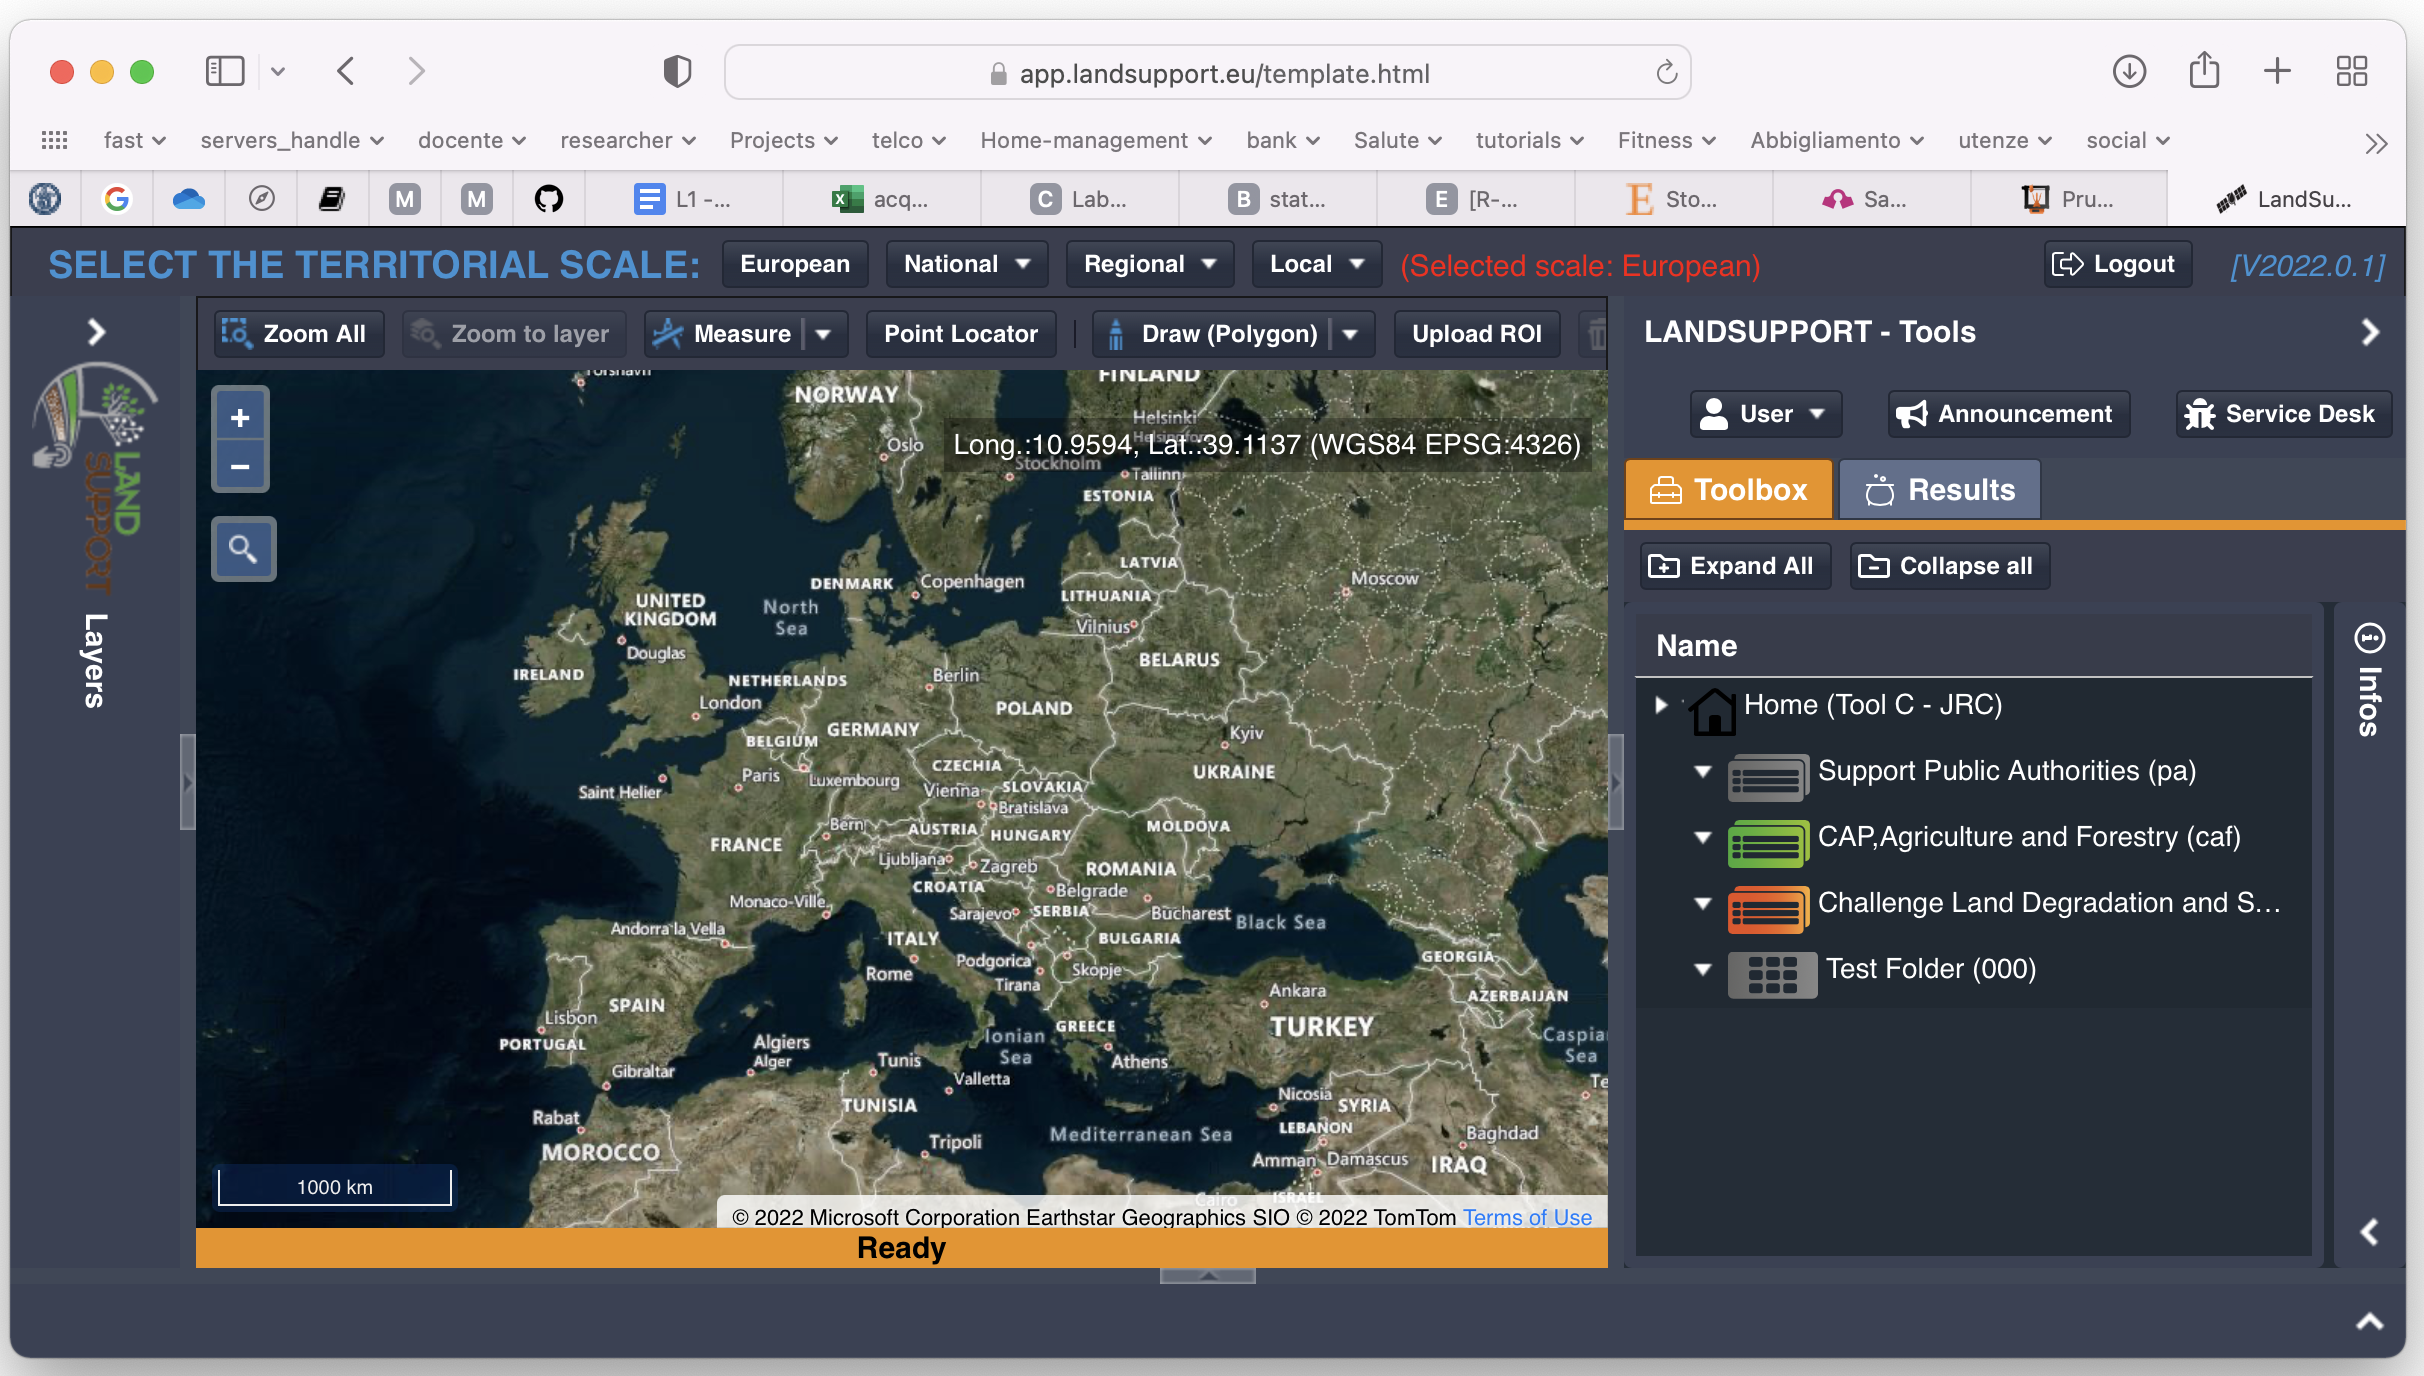 app.landsupport.eu/template.html
fast
servers_handle
docente
researcher
Projects
telco
Home-management
bank
Salute
tutorials
Fitness
Abbigliamento
utenze
social
M
M
L1 -...
acq...
C
Lab...
B
stat...
E
[R-...
E
Sto...
Sa...
Pru...
LandSu...
SELECT THE TERRITORIAL SCALE:
European
National
Regional
Local
(Selected scale: European)
Logout
[V2022.0.1]
Zoom All
Zoom to layer
Measure
Point Locator
Draw (Polygon)
Upload ROI
LANDSUPPORT - Tools
User
Announcement
Service Desk
Toolbox
Results
Expand All
Collapse all
Name
Home (Tool C - JRC)
Support Public Authorities (pa)
CAP,Agriculture and Forestry (caf)
Challenge Land Degradation and S...
Test Folder (000)
Infos
LAND
SUPPORT
Layers
+
−
Long.:10.9594, Lat.:39.1137 (WGS84 EPSG:4326)
NORWAY
FINLAND
Helsinki
Oslo
Stockholm
Tallinn
ESTONIA
LATVIA
Moscow
DENMARK
Copenhagen
LITHUANIA
UNITED
KINGDOM
North
Sea
Vilnius
Douglas
BELARUS
IRELAND
NETHERLANDS
Berlin
London
POLAND
GERMANY
BELGIUM
Kyiv
CZECHIA
Paris
Luxembourg
UKRAINE
Saint Helier
Vienna
SLOVAKIA
Bratislava
Bern
AUSTRIA
HUNGARY
MOLDOVA
FRANCE
Ljubljana
Zagreb
ROMANIA
CROATIA
Belgrade
Monaco-Ville
Sarajevo
SERBIA
Bucharest
Black Sea
Andorra la Vella
ITALY
BULGARIA
Podgorica
Skopje
GEORGIA
Rome
Tirana
Ankara
AZERBAIJAN
SPAIN
Lisbon
GREECE
TURKEY
Ionian
Sea
Caspia
Sea
PORTUGAL
Algiers
Alger
Tunis
Athens
Gibraltar
Valletta
Te
Nicosia
SYRIA
TUNISIA
Rabat
LEBANON
Tripoli
Mediterranean Sea
Baghdad
MOROCCO
Amman
Damascus
IRAQ
Cairo
ISRAEL
1000 km
© 2022 Microsoft Corporation Earthstar Geographics SIO © 2022 TomTom Terms of Use
Ready